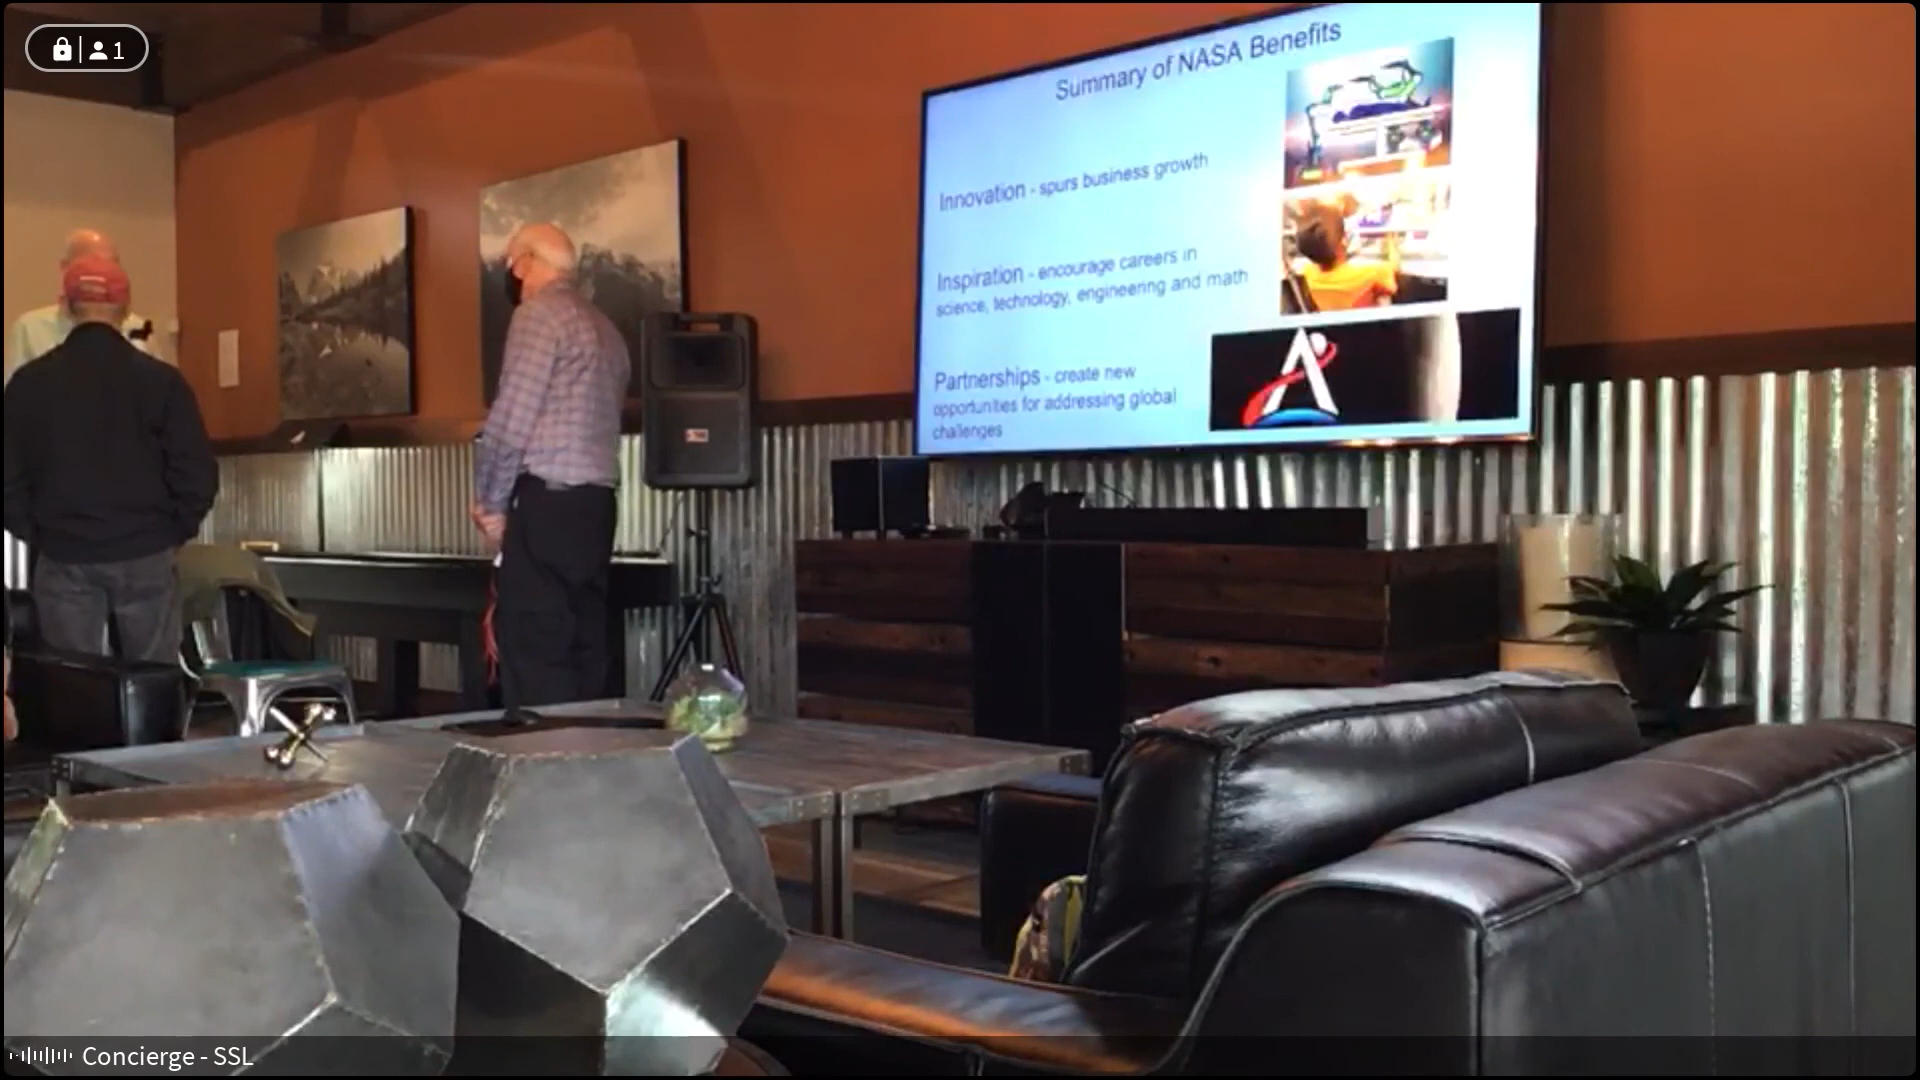 1
Summary of NASA Benefits
Innovation - spurs business growth
Inspiration - encourage careers in
science, technology, engineering and math
Partnerships - create new
opportunities for addressing global
challenges
Concierge - SSL